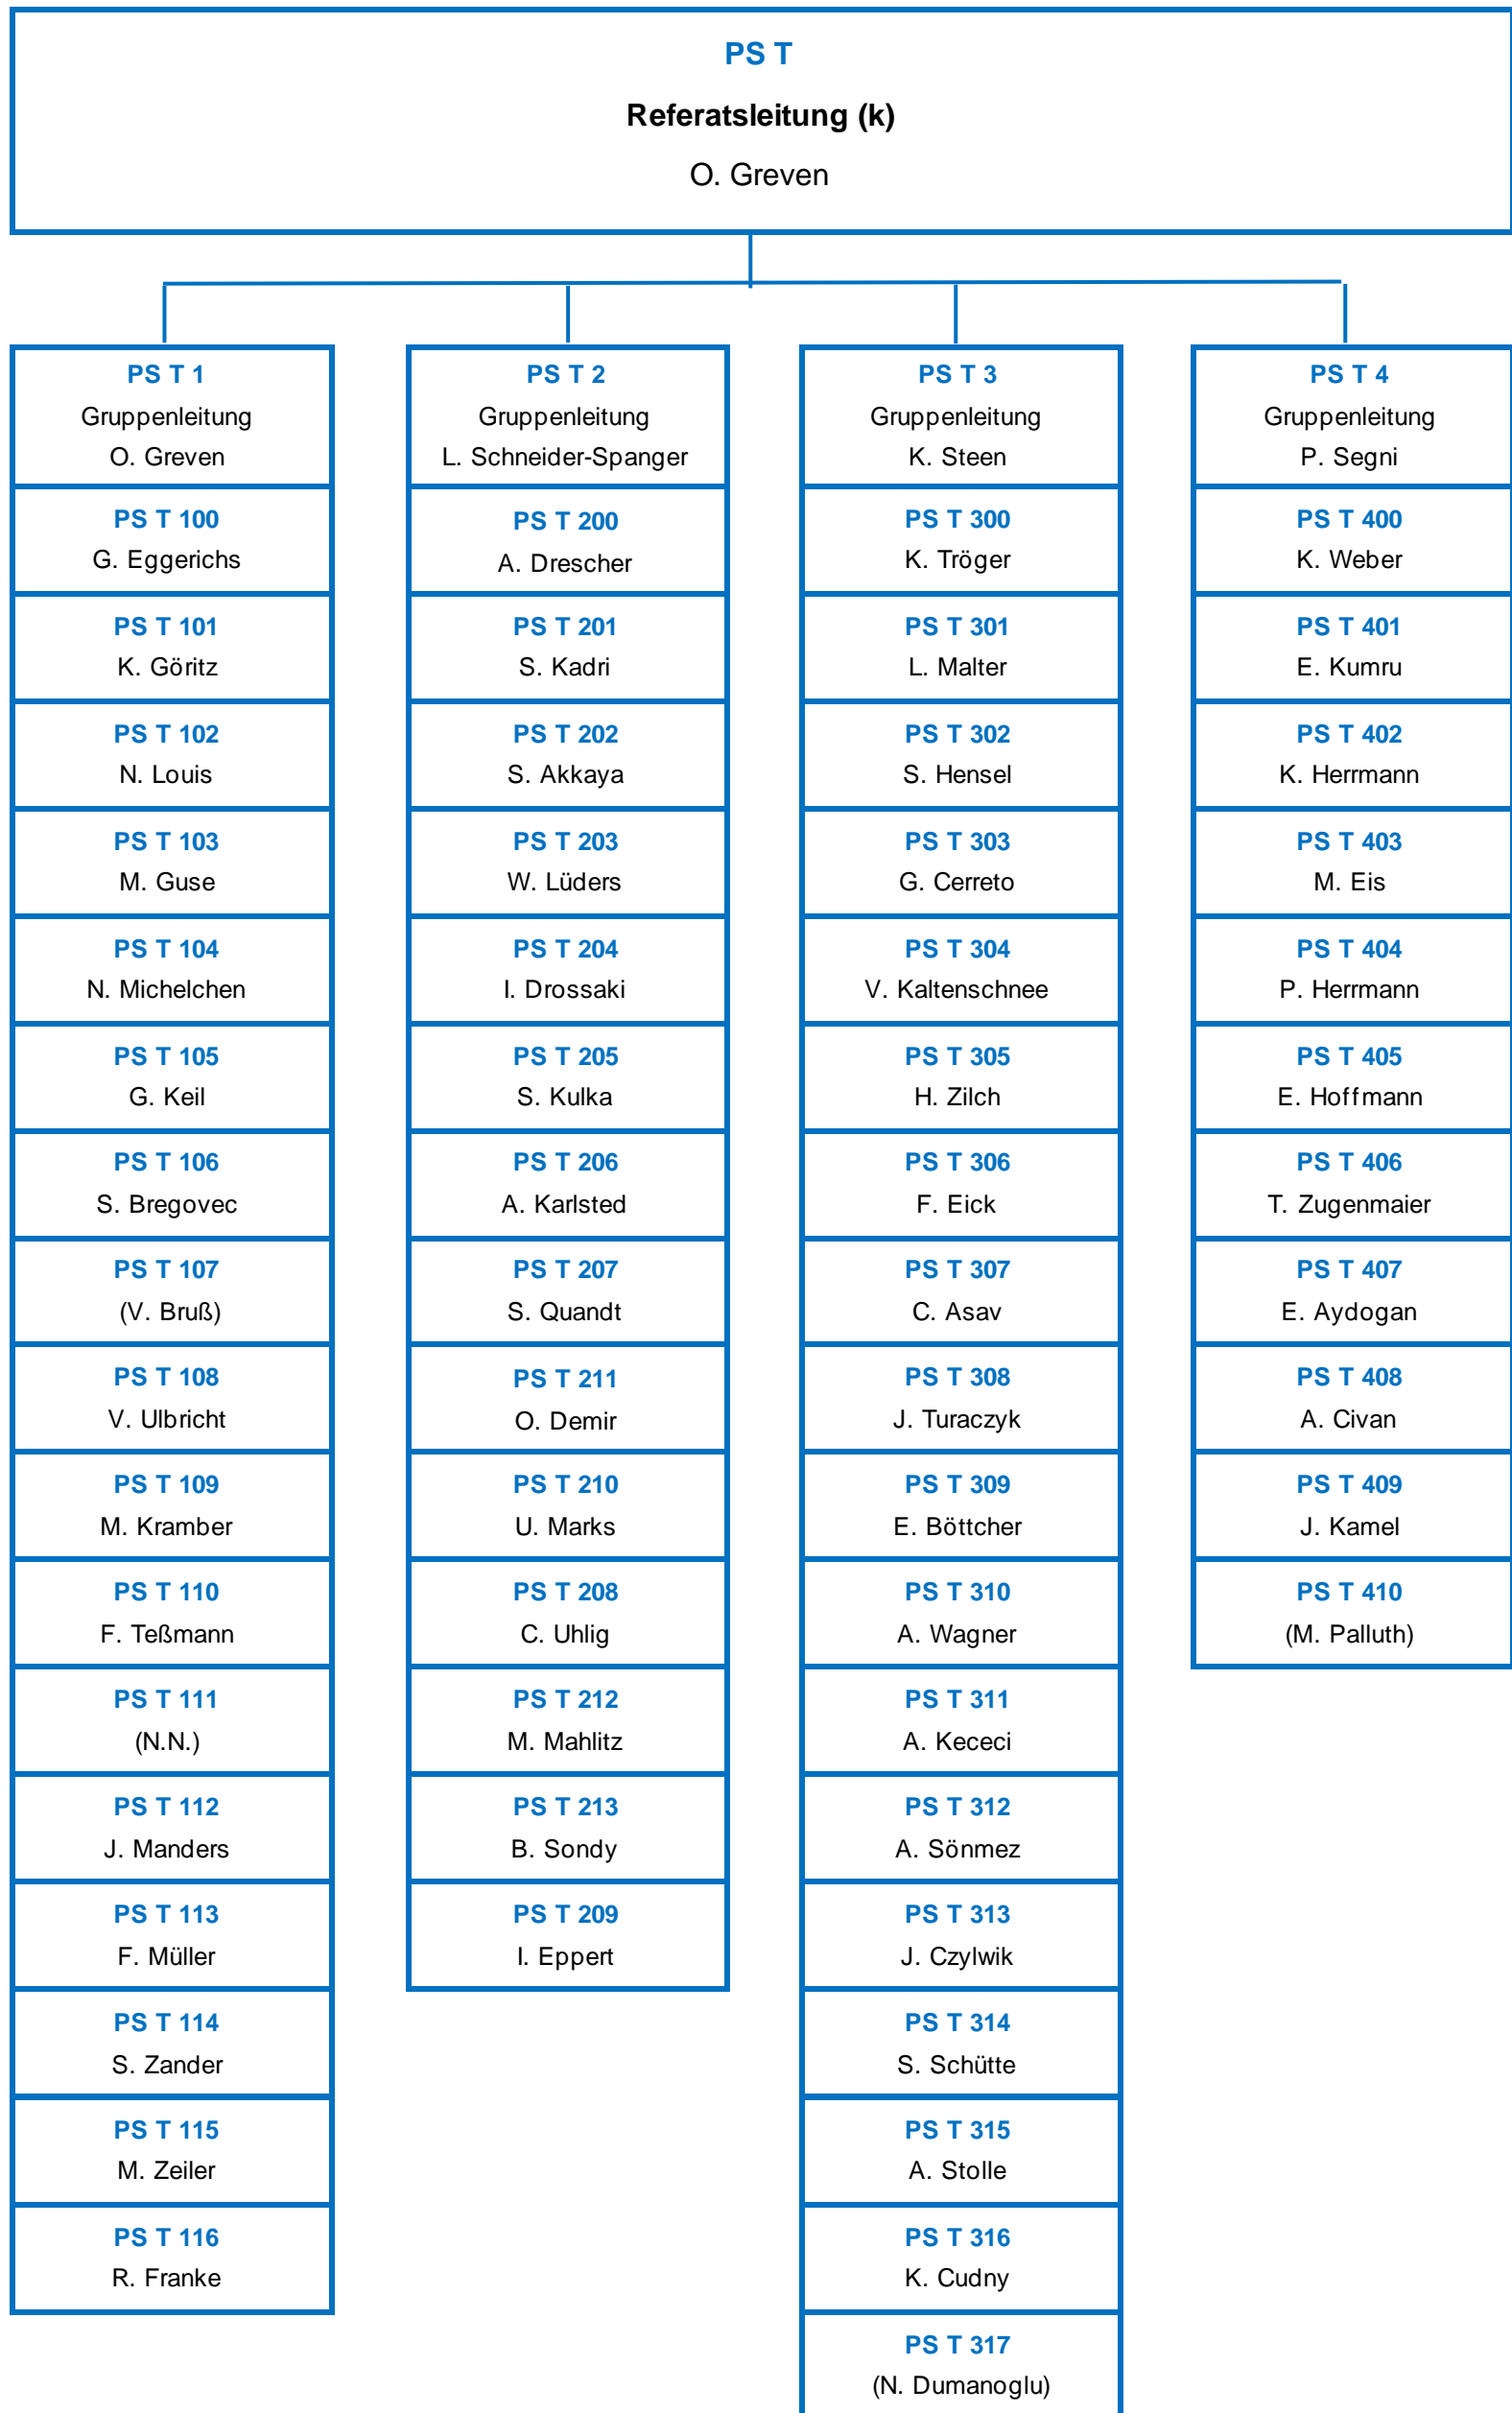 PS T
Referatsleitung (k)
O. Greven
PS T 1
Gruppenleitung
O. Greven
PS T 100
G. Eggerichs
PS T 101
K. Göritz
PS T 102
N. Louis
PS T 103
M. Guse
PS T 104
N. Michelchen
PS T 105
G. Keil
PS T 106
S. Bregovec
PS T 107
(V. Bruß)
PS T 108
V. Ulbricht
PS T 109
M. Kramber
PS T 110
F. Teßmann
PS T 111
(N.N.)
PS T 112
J. Manders
PS T 113
F. Müller
PS T 114
S. Zander
PS T 115
M. Zeiler
PS T 116
R. Franke
PS T 2
Gruppenleitung
L. Schneider-Spanger
PS T 200
A. Drescher
PS T 201
S. Kadri
PS T 202
S. Akkaya
PS T 203
W. Lüders
PS T 204
I. Drossaki
PS T 205
S. Kulka
PS T 206
A. Karlsted
PS T 207
S. Quandt
PS T 211
O. Demir
PS T 210
U. Marks
PS T 208
C. Uhlig
PS T 212
M. Mahlitz
PS T 213
B. Sondy
PS T 209
I. Eppert
PS T 3
Gruppenleitung
K. Steen
PS T 300
K. Tröger
PS T 301
L. Malter
PS T 302
S. Hensel
PS T 303
G. Cerreto
PS T 304
V. Kaltenschnee
PS T 305
H. Zilch
PS T 306
F. Eick
PS T 307
C. Asav
PS T 308
J. Turaczyk
PS T 309
E. Böttcher
PS T 310
A. Wagner
PS T 311
A. Kececi
PS T 312
A. Sönmez
PS T 313
J. Czylwik
PS T 314
S. Schütte
PS T 315
A. Stolle
PS T 316
K. Cudny
PS T 317
(N. Dumanoglu)
PS T 4
Gruppenleitung
P. Segni
PS T 400
K. Weber
PS T 401
E. Kumru
PS T 402
K. Herrmann
PS T 403
M. Eis
PS T 404
P. Herrmann
PS T 405
E. Hoffmann
PS T 406
T. Zugenmaier
PS T 407
E. Aydogan
PS T 408
A. Civan
PS T 409
J. Kamel
PS T 410
(M. Palluth)